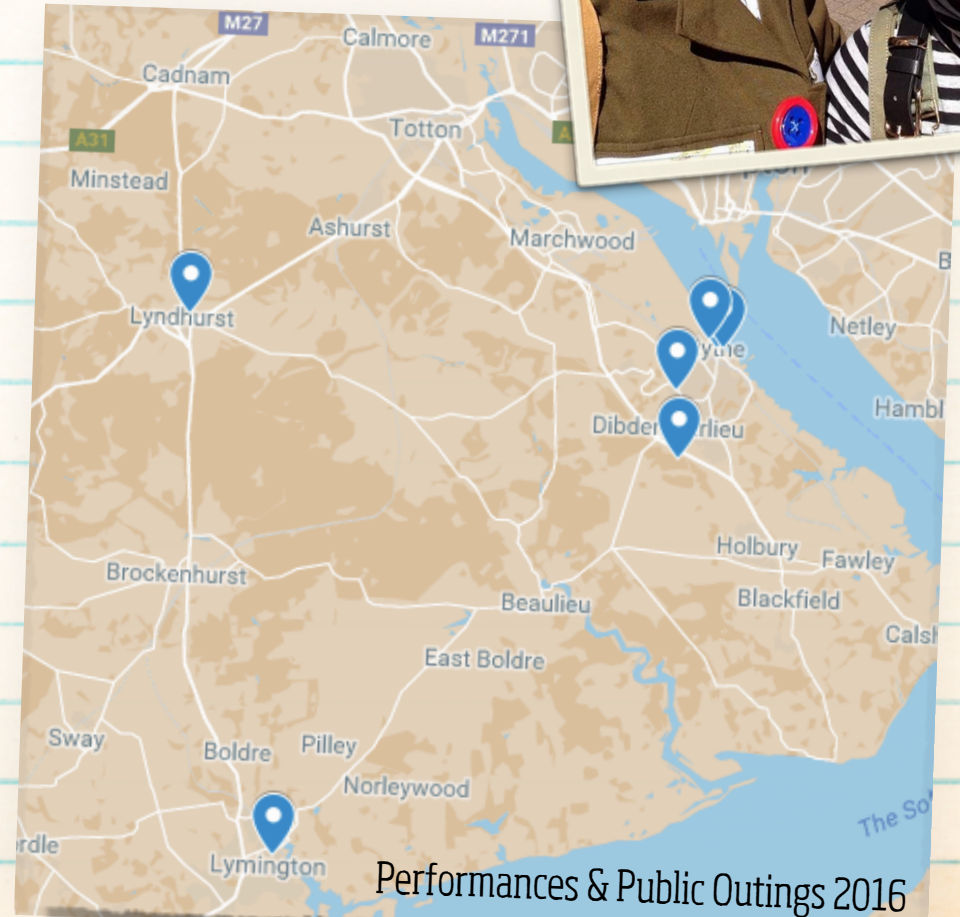 M27
Calmore
M271
Cadnam
Totton
A31
A
Minstead
Ashurst
Marchwood
Lyndhurst
Netley
Hambl
Holbury
Fawley
Brockenhurst
Blackfield
Beaulieu
Calsh
East Boldre
Sway
Boldre
Pilley
Norleywood
The So
rdle
Lymington
Performances & Public Outings 2016